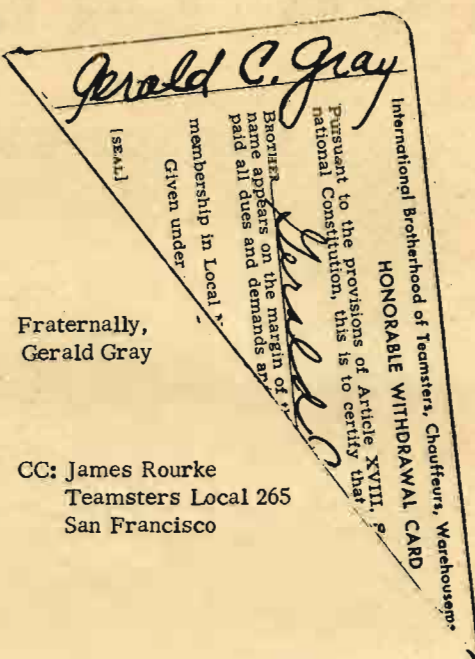 Gerald C. Gray
International Brotherhood of Teamsters, Chauffeurs, Warehousem
HONORABLE WITHDRAWAL CARD
Pursuant to the provisions of Article XVIII,
national Constitution, this is to certify that
BROTHER Gerald C
name appears on the margin of
paid all dues and demands an
membership in Local
Given under
[SEAL]
Fraternally,
Gerald Gray
CC: James Rourke
Teamsters Local 265
San Francisco